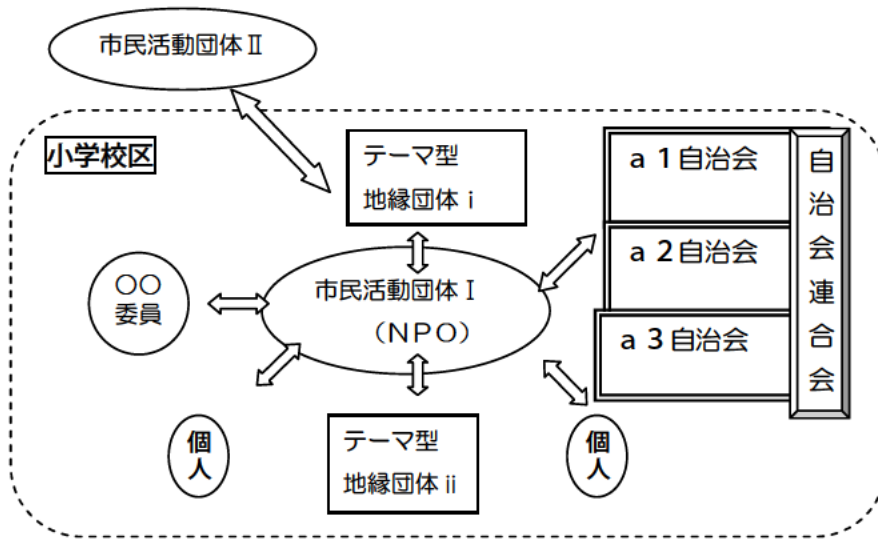 市民活動団体Ⅱ
小学校区
テーマ型
地縁団体ⅰ
ａ１自治会
ａ２自治会
ａ３自治会
自治会連合会
〇〇
委員
市民活動団体Ⅰ
（ＮＰＯ）
個人
テーマ型
地縁団体ⅱ
個人